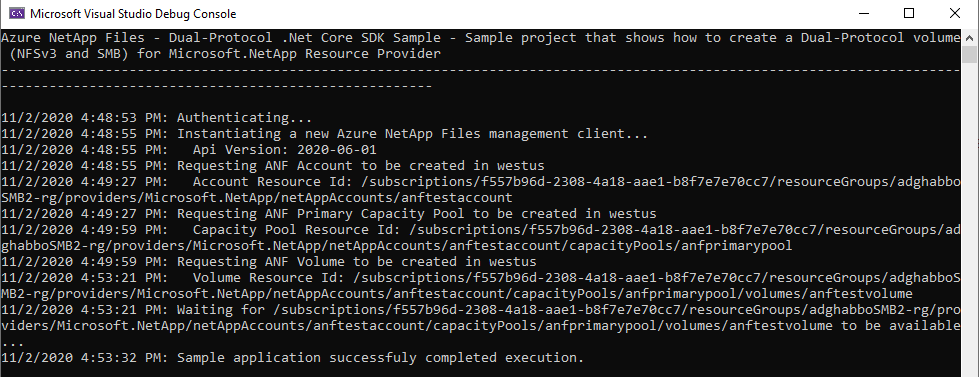 Microsoft Visual Studio Debug Console
Azure NetApp Files - Dual-Protocol .Net Core SDK Sample - Sample project that shows how to create a Dual-Protocol volume
 (NFSv3 and SMB) for Microsoft.NetApp Resource Provider
------------------------------------------------------------------------------------------------------------------------
------------------------------------------------------
11/2/2020 4:48:53 PM: Authenticating...
11/2/2020 4:48:55 PM: Instantiating a new Azure NetApp Files management client...
11/2/2020 4:48:55 PM:   Api Version: 2020-06-01
11/2/2020 4:48:55 PM: Requesting ANF Account to be created in westus
11/2/2020 4:49:27 PM:   Account Resource Id: /subscriptions/f557b96d-2308-4a18-aae1-b8f7e7e70cc7/resourceGroups/adghabbo
SMB2-rg/providers/Microsoft.NetApp/netAppAccounts/anftestaccount
11/2/2020 4:49:27 PM: Requesting ANF Primary Capacity Pool to be created in westus
11/2/2020 4:49:59 PM:   Capacity Pool Resource Id: /subscriptions/f557b96d-2308-4a18-aae1-b8f7e7e70cc7/resourceGroups/ad
ghabboSMB2-rg/providers/Microsoft.NetApp/netAppAccounts/anftestaccount/capacityPools/anfprimarypool
11/2/2020 4:49:59 PM: Requesting ANF Volume to be created in westus
11/2/2020 4:53:21 PM:   Volume Resource Id: /subscriptions/f557b96d-2308-4a18-aae1-b8f7e7e70cc7/resourceGroups/adghabboS
MB2-rg/providers/Microsoft.NetApp/netAppAccounts/anftestaccount/capacityPools/anfprimarypool/volumes/anftestvolume
11/2/2020 4:53:21 PM: Waiting for /subscriptions/f557b96d-2308-4a18-aae1-b8f7e7e70cc7/resourceGroups/adghabboSMB2-rg/pro
viders/Microsoft.NetApp/netAppAccounts/anftestaccount/capacityPools/anfprimarypool/volumes/anftestvolume to be available
...
11/2/2020 4:53:32 PM: Sample application successfuly completed execution.